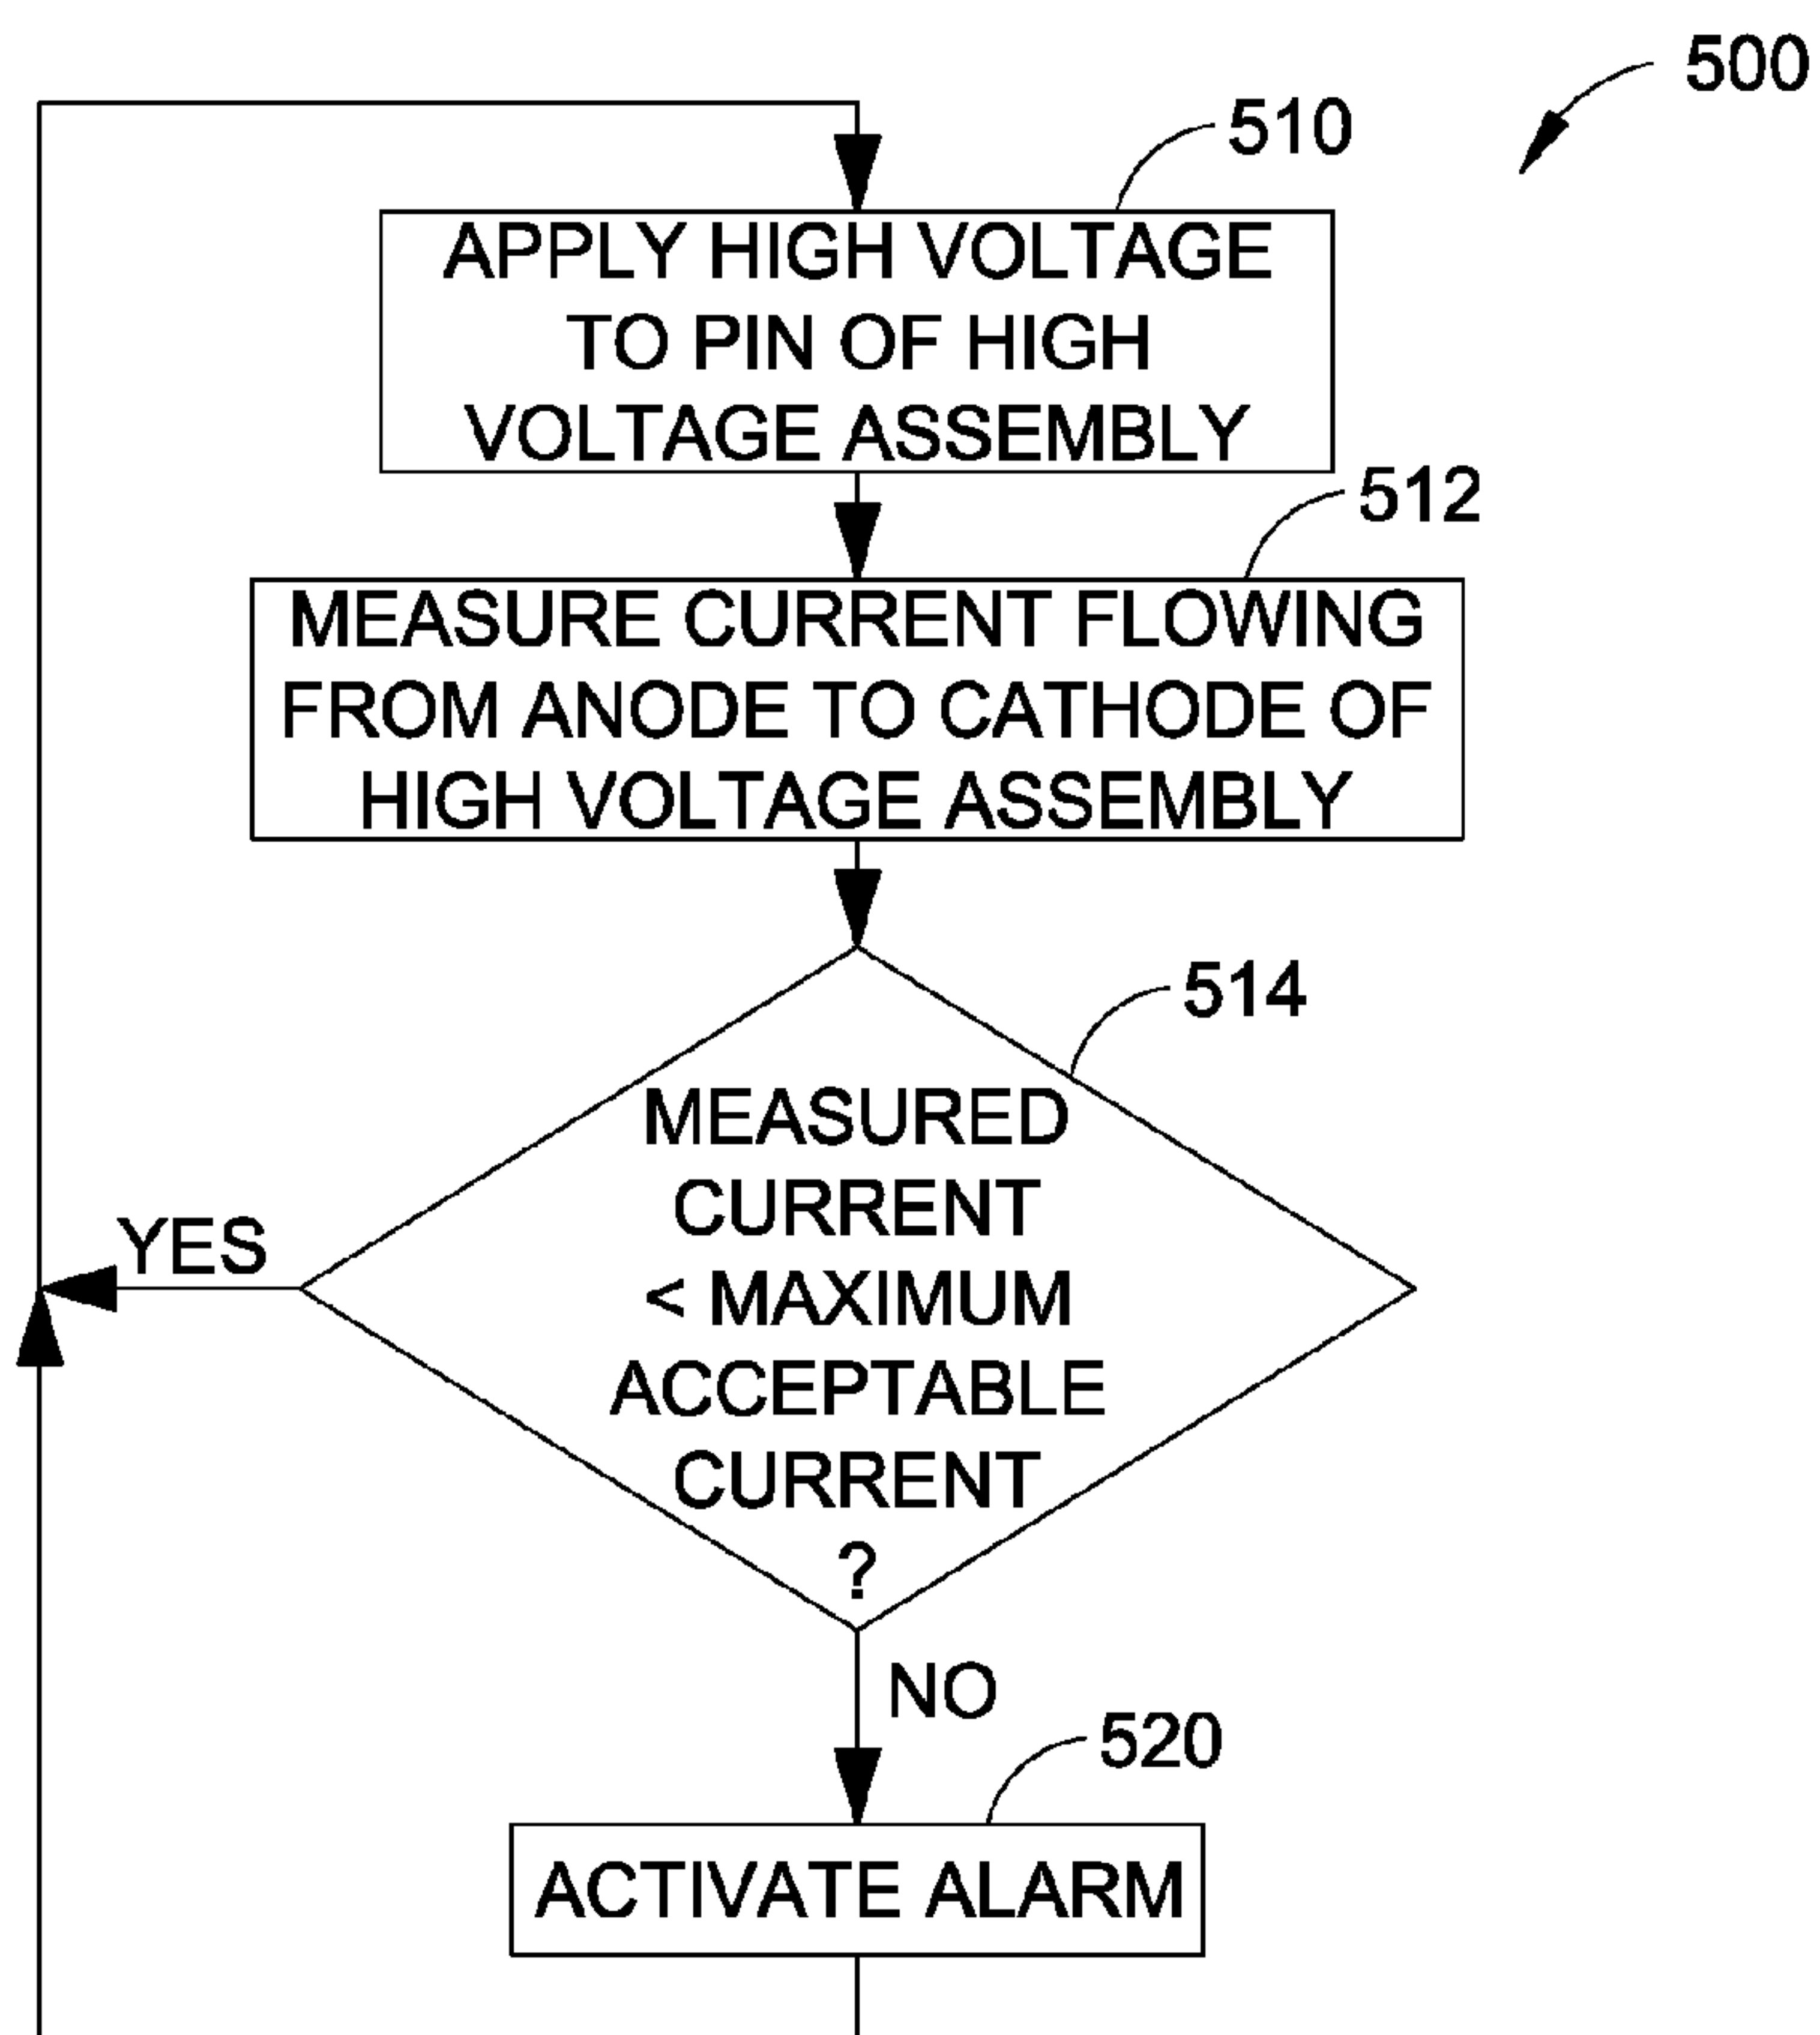 500
510
APPLY HIGH VOLTAGE
TO PIN OF HIGH
VOLTAGE ASSEMBLY
512
MEASURE CURRENT FLOWING
FROM ANODE TO CATHODE OF
HIGH VOLTAGE ASSEMBLY
514
MEASURED
CURRENT
< MAXIMUM
ACCEPTABLE
CURRENT
?
YES
NO
520
ACTIVATE ALARM